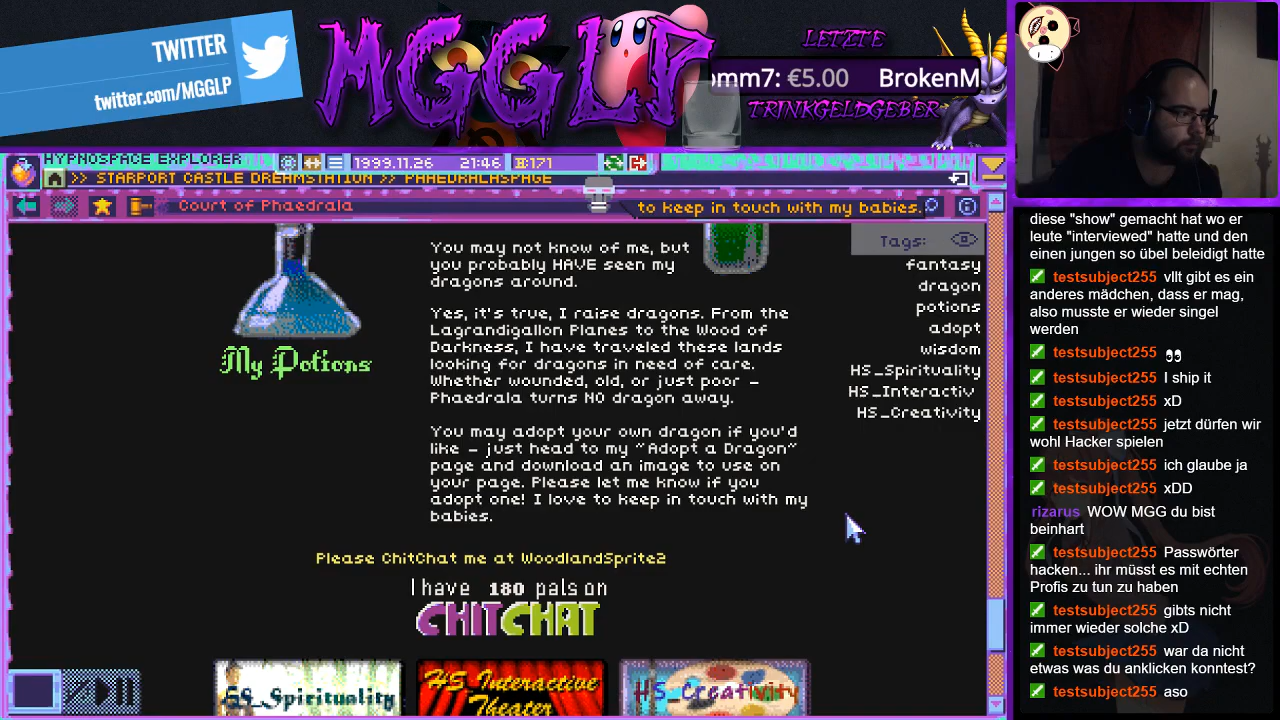 TWITTER
twitter.com/MGGLP
MGGLP
LETZTE
omm7: €5.00 BrokenM
TRINKGELDGEBER
HYPNOSPACE EXPLORER
1999.11.26 21:46 171
>> STARPORT CASTLE DREAMSTATION >> PHAEDRALASPAGE
Court of Phaedrala
to keep in touch with my babies.
My Potions
You may not know of me, but
you probably HAVE seen my
dragons around.
Yes, it's true, I raise dragons. From the
Lagrandigallon Planes to the Wood of
Darkness, I have traveled these lands
looking for dragons in need of care.
Whether wounded, old, or just poor -
Phaedrala turns NO dragon away.
You may adopt your own dragon if you'd
like - just head to my "Adopt a Dragon"
page and download an image to use on
your page. Please let me know if you
adopt one! I love to keep in touch with my
babies.
Please ChitChat me at WoodlandSprite2
I have 180 pals on
CHITCHAT
HS_Interactive
Theater
HS_Creativity
Tags:
fantasy
dragon
potions
adopt
wisdom
HS_Spirituality
HS_Interactiv
HS_Creativity
diese "show" gemacht hat wo er
leute "interviewed" hatte und den
einen jungen so übel beleidigt hatte
testsubject255 vllt gibt es ein
anderes mädchen, dass er mag,
also musste er wieder singel
werden
testsubject255
testsubject255 I ship it
testsubject255 xD
testsubject255 jetzt dürfen wir
wohl Hacker spielen
testsubject255 ich glaube ja
testsubject255 xDD
rizarus WOW MGG du bist
beinhart
testsubject255 Passwörter
hacken... ihr müsst es mit echten
Profis zu tun zu haben
testsubject255 gibts nicht
immer wieder solche xD
testsubject255 war da nicht
etwas was du anklicken konntest?
testsubject255 aso